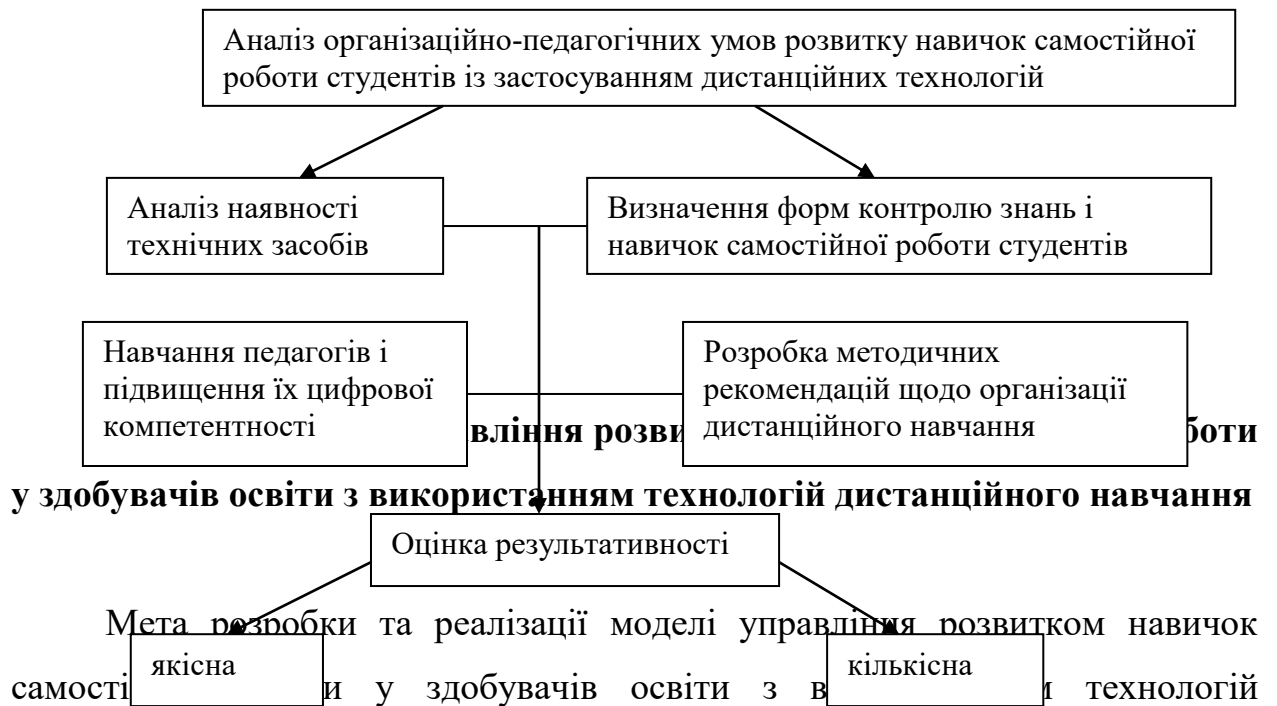 Аналіз організаційно-педагогічних умов розвитку навичок самостійної
роботи студентів із застосуванням дистанційних технологій
Аналіз наявності
технічних засобів
Визначення форм контролю знань і
навичок самостійної роботи студентів
Навчання педагогів і
підвищення їх цифрової
компетентності
Розробка методичних
рекомендацій щодо організації
дистанційного навчання
вління розви боти
у здобувачів освіти з використанням технологій дистанційного навчання
Оцінка результативності
Мета розробки та реалізації моделі управління розвитком навичок
якісна
кількісна
самості и у здобувачів освіти з в м технологій